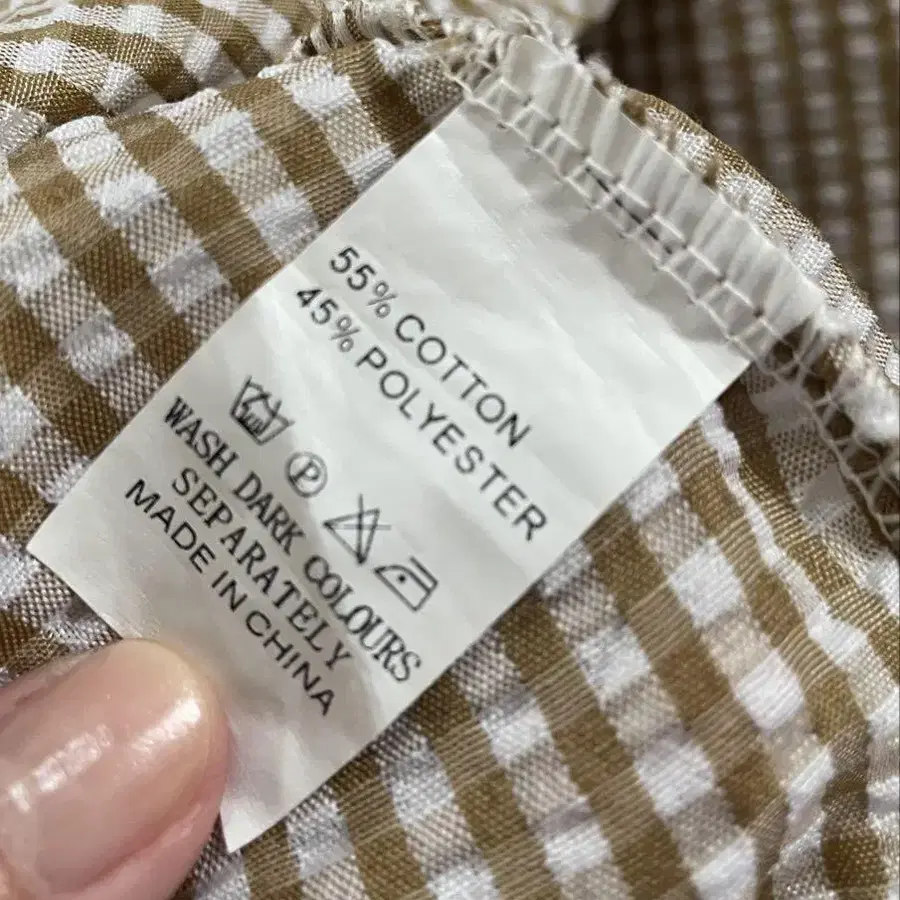 55% COTTON
45% POLYESTER
P
WASH DARK COLOURS
SEPARATELY
MADE IN CHINA